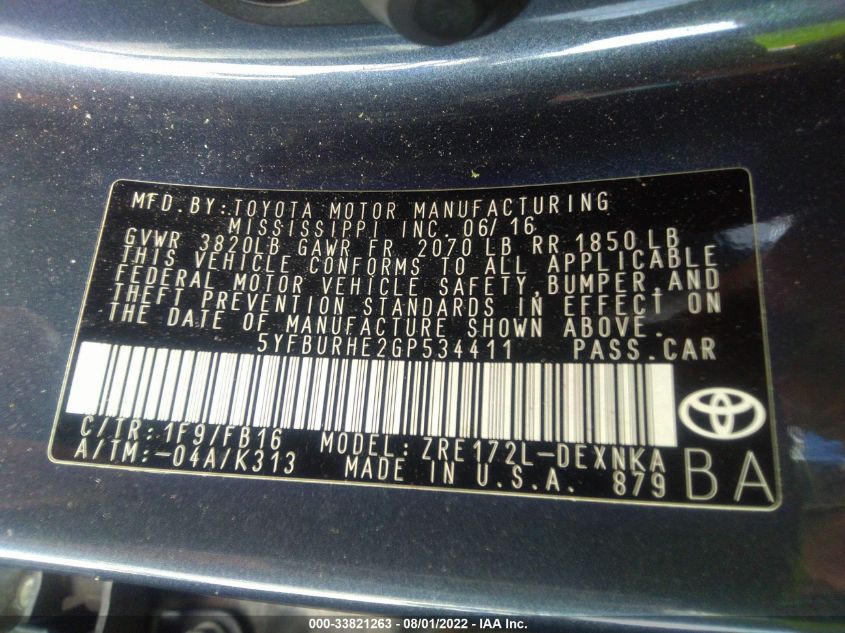 MFD.BY:TOYOTA MOTOR MANUFACTURING
MISSISSIPPI INC.06/16
GVWR 3820LB GAWR FR 2070 LB RR 1850LB
THIS VEHICLE CONFORMS TO ALL APPLICABLE
FEDERAL MOTOR VEHICLE SAFETY,BUMPER,AND
THEFT PREVENTION STANDARDS IN EFFECT ON
THE DATE OF MANUFACTURE SHOWN ABOVE.
5YFBURHE2GP534411 PASS.CAR
C/TR:1F9/FB16 MODEL:ZRE172L-DEXNKA
A/TM:-04A/K313 MADE IN U.S.A. 879
BA
000-33821263 - 08/01/2022 - IAA Inc.